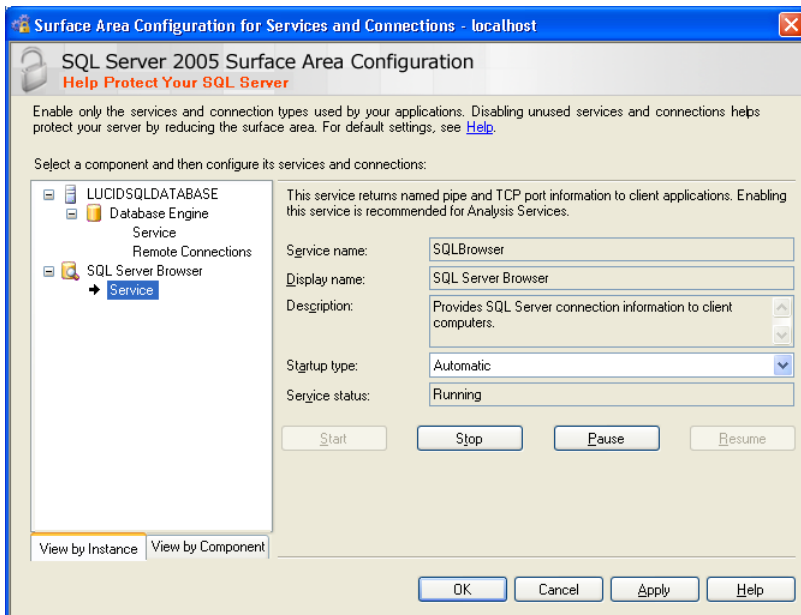 Surface Area Configuration for Services and Connections - localhost
SQL Server 2005 Surface Area Configuration
Help Protect Your SQL Server
Enable only the services and connection types used by your applications. Disabling unused services and connections helps
protect your server by reducing the surface area. For default settings, see Help.
Select a component and then configure its services and connections:
LUCIDSQLDATABASE
Database Engine
Service
Remote Connections
SQL Server Browser
Service
View by Instance
View by Component
This service returns named pipe and TCP port information to client applications. Enabling
this service is recommended for Analysis Services.
Service name: SQLBrowser
Display name: SQL Server Browser
Description: Provides SQL Server connection information to client
computers.
Startup type: Automatic
Service status: Running
Start Stop Pause Resume
OK Cancel Apply Help